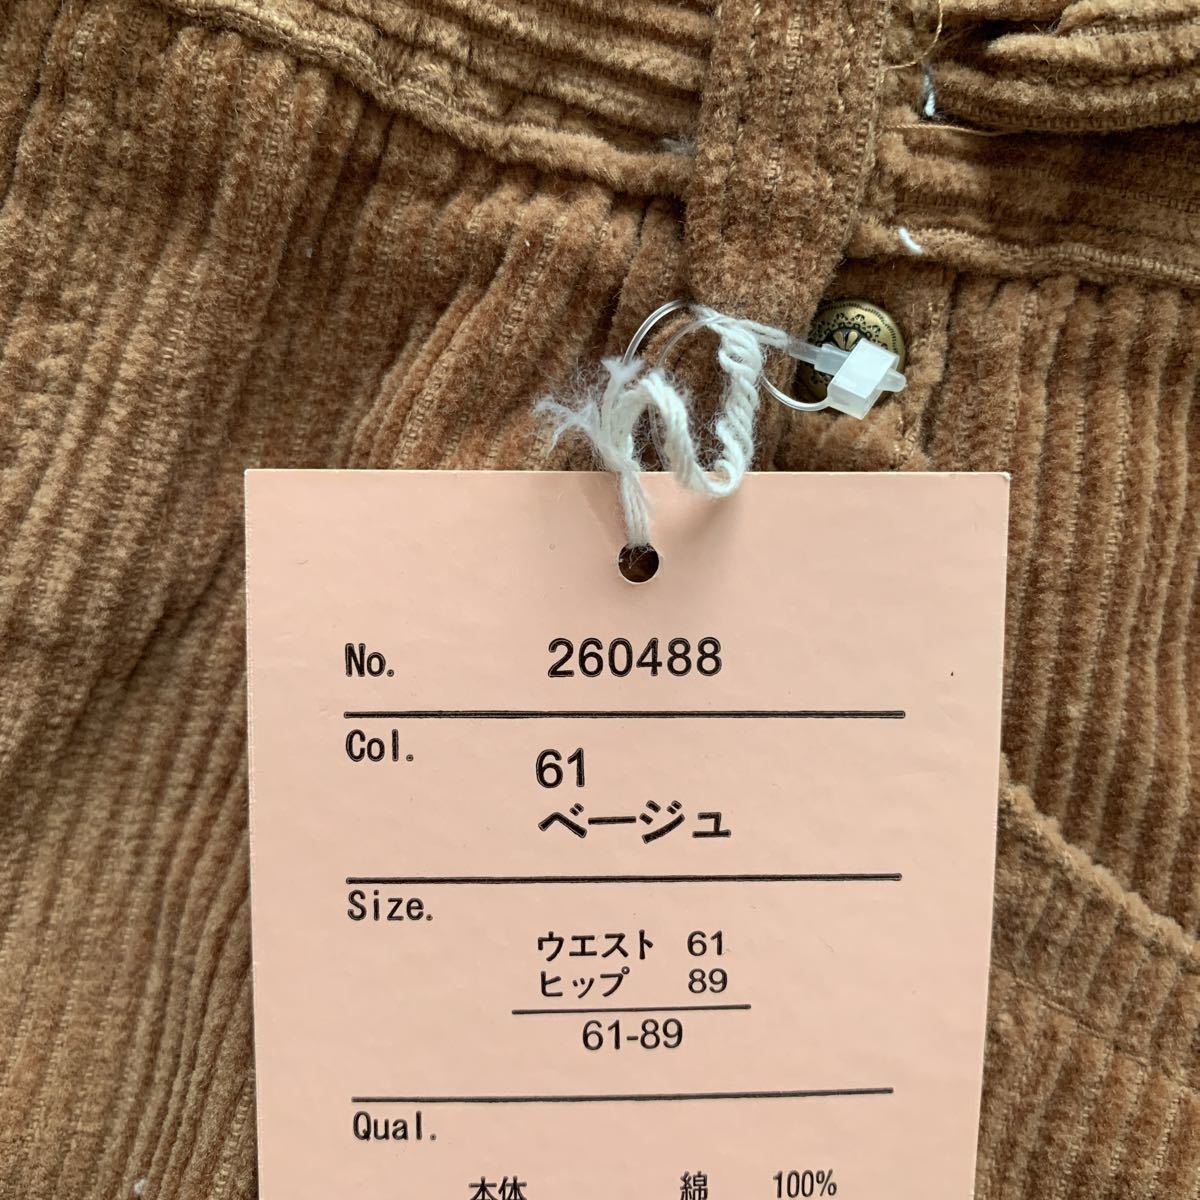 No. 260488
Col. 61
ベージュ
Size.
ウエスト 61
ヒップ 89
61-89
Qual.
本体 綿 100%